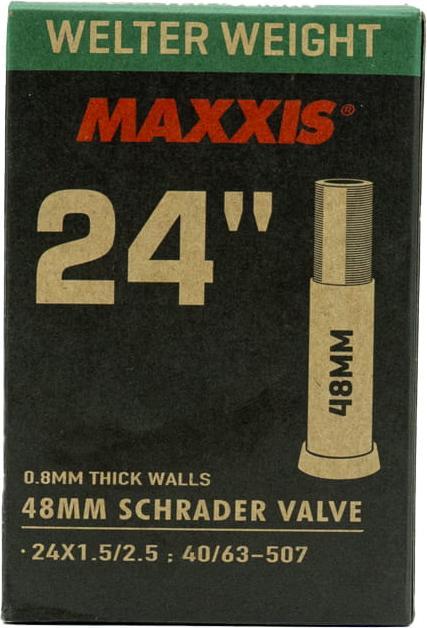 WELTER WEIGHT
MAXXIS®
24"
48MM
0.8MM THICK WALLS
48MM SCHRADER VALVE
· 24X1.5/2.5 ; 40/63-507